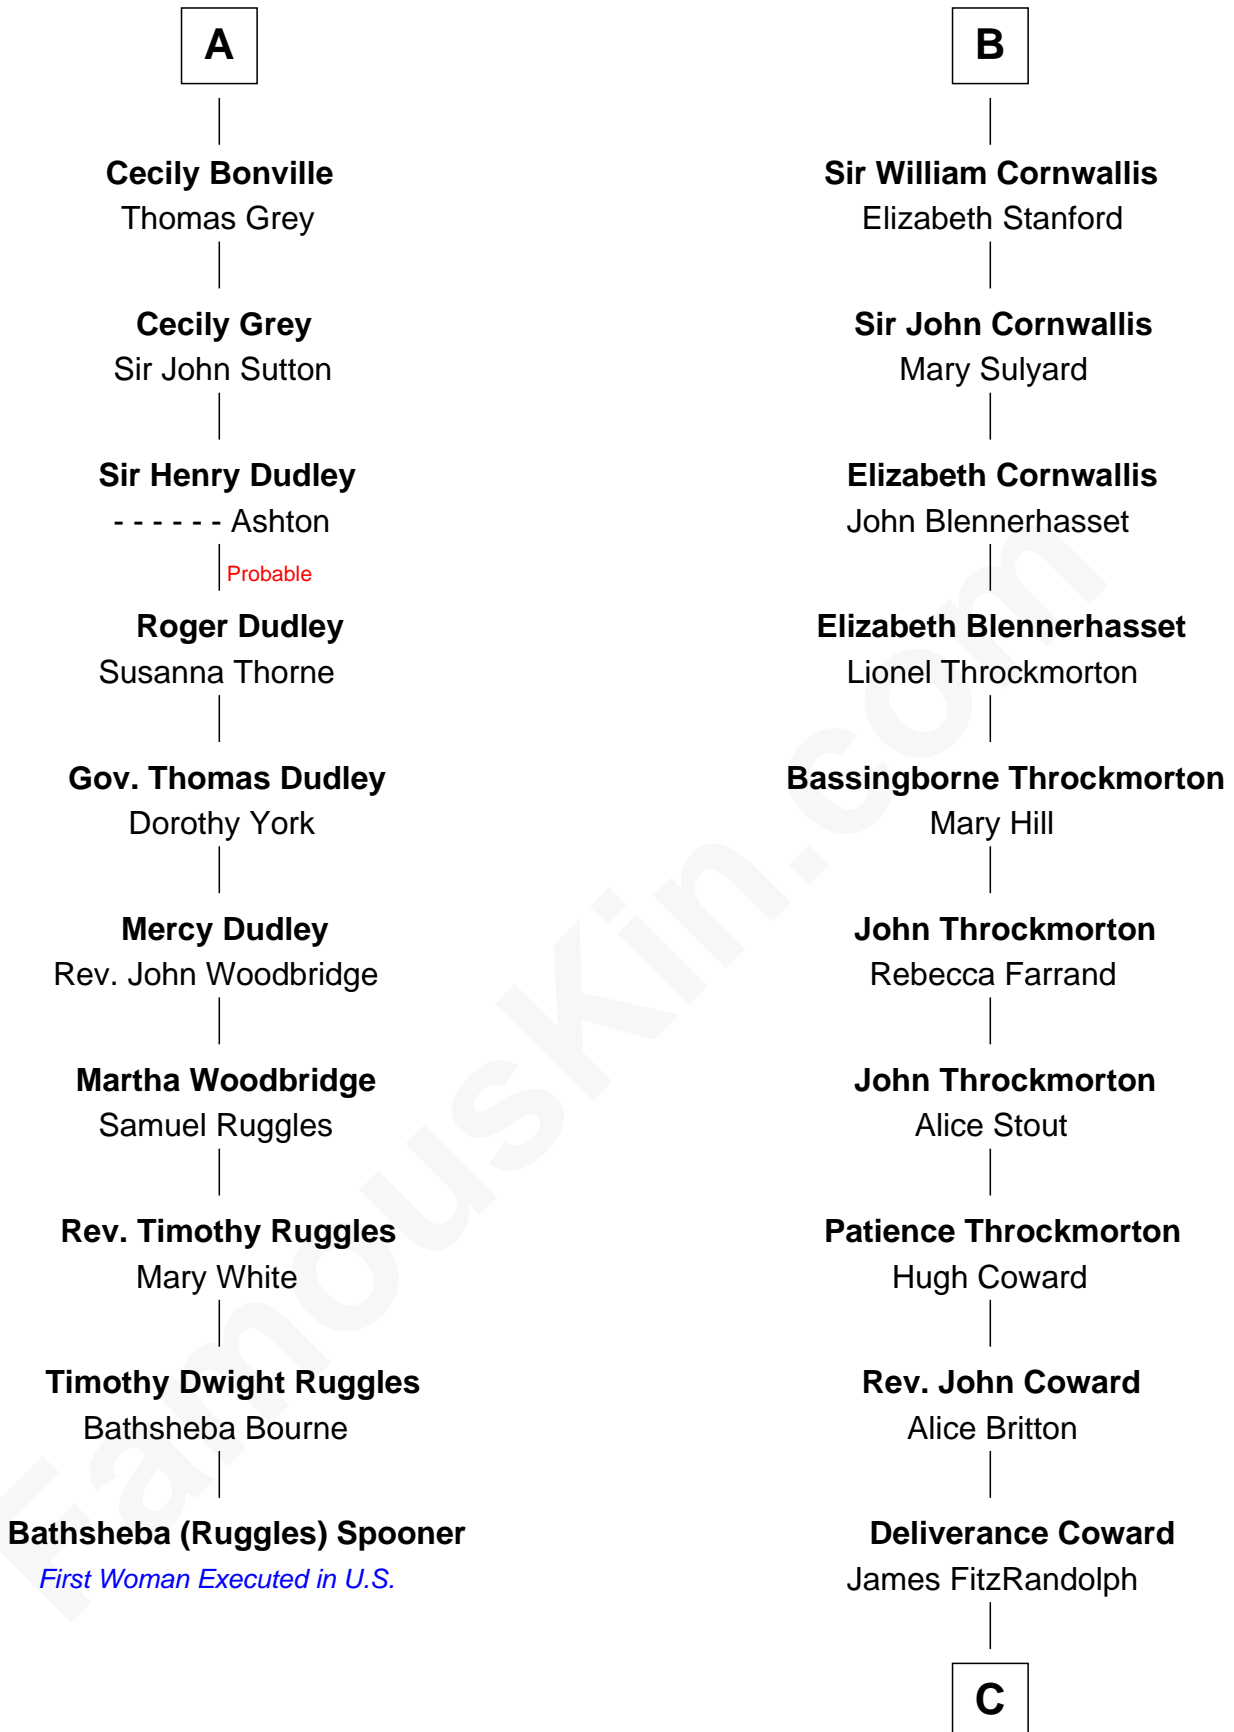 A
Cecily Bonville
Thomas Grey
Cecily Grey
Sir John Sutton
Sir Henry Dudley
- - - - - - Ashton
Probable
Roger Dudley
Susanna Thorne
Gov. Thomas Dudley
Dorothy York
Mercy Dudley
Rev. John Woodbridge
Martha Woodbridge
Samuel Ruggles
Rev. Timothy Ruggles
Mary White
Timothy Dwight Ruggles
Bathsheba Bourne
Bathsheba (Ruggles) Spooner
First Woman Executed in U.S.
B
Sir William Cornwallis
Elizabeth Stanford
Sir John Cornwallis
Mary Sulyard
Elizabeth Cornwallis
John Blennerhasset
Elizabeth Blennerhasset
Lionel Throckmorton
Bassingborne Throckmorton
Mary Hill
John Throckmorton
Rebecca Farrand
John Throckmorton
Alice Stout
Patience Throckmorton
Hugh Coward
Rev. John Coward
Alice Britton
Deliverance Coward
James FitzRandolph
C
FamousKin.com